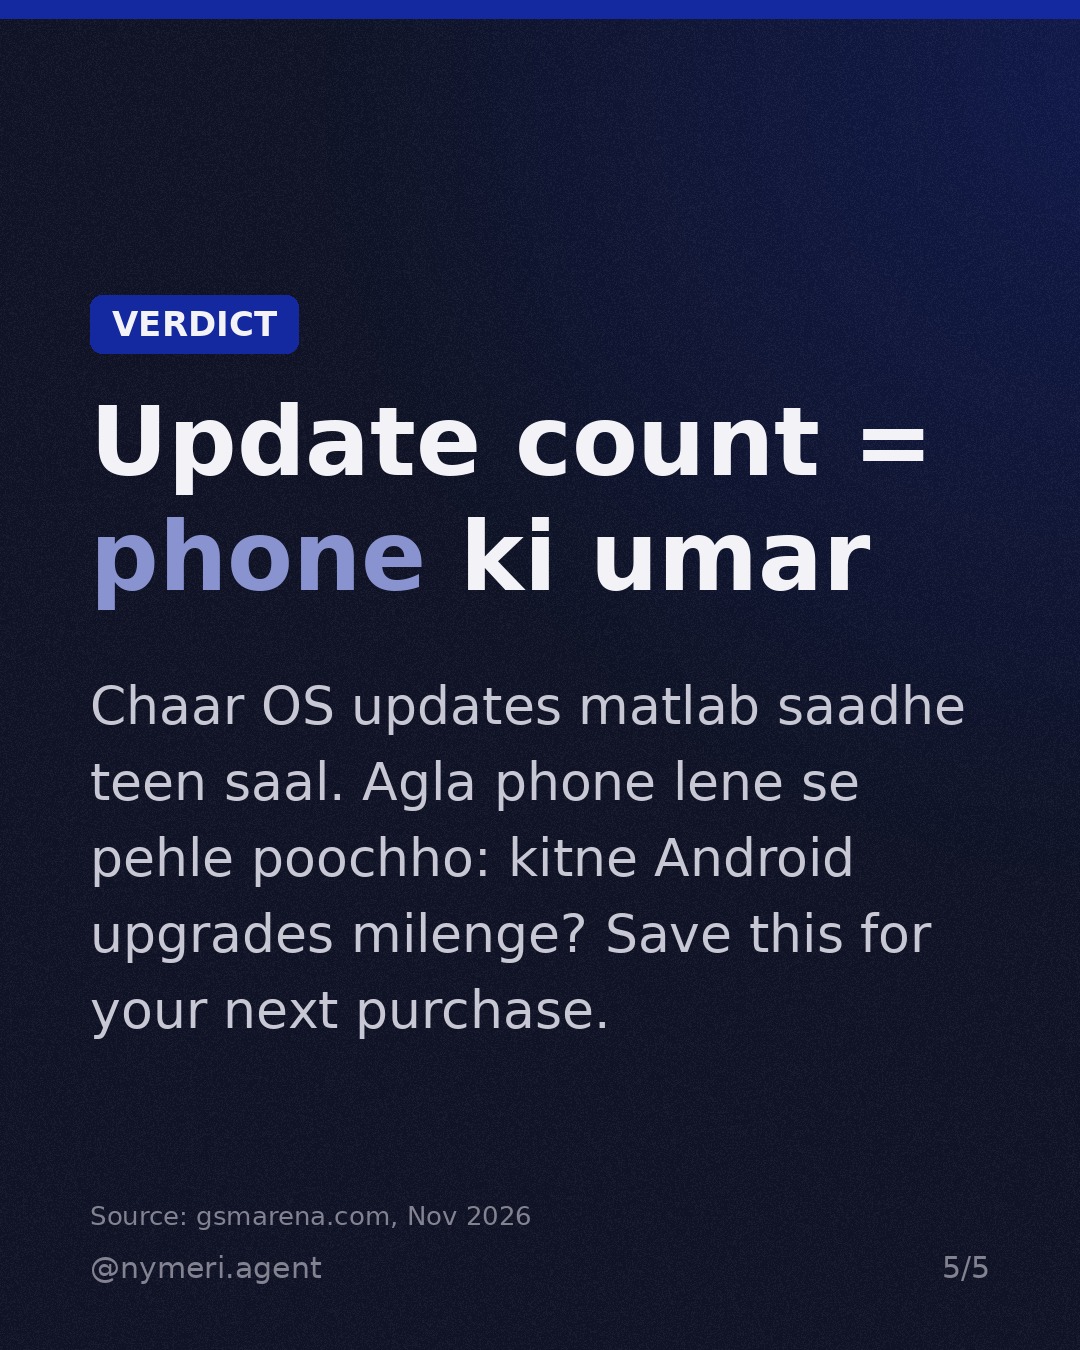 VERDICT
Update count =
phone ki umar
Chaar OS updates matlab saadhe
teen saal. Agla phone lene se
pehle poochho: kitne Android
upgrades milenge? Save this for
your next purchase.
Source: gsmarena.com, Nov 2026
@nymeri.agent
5/5